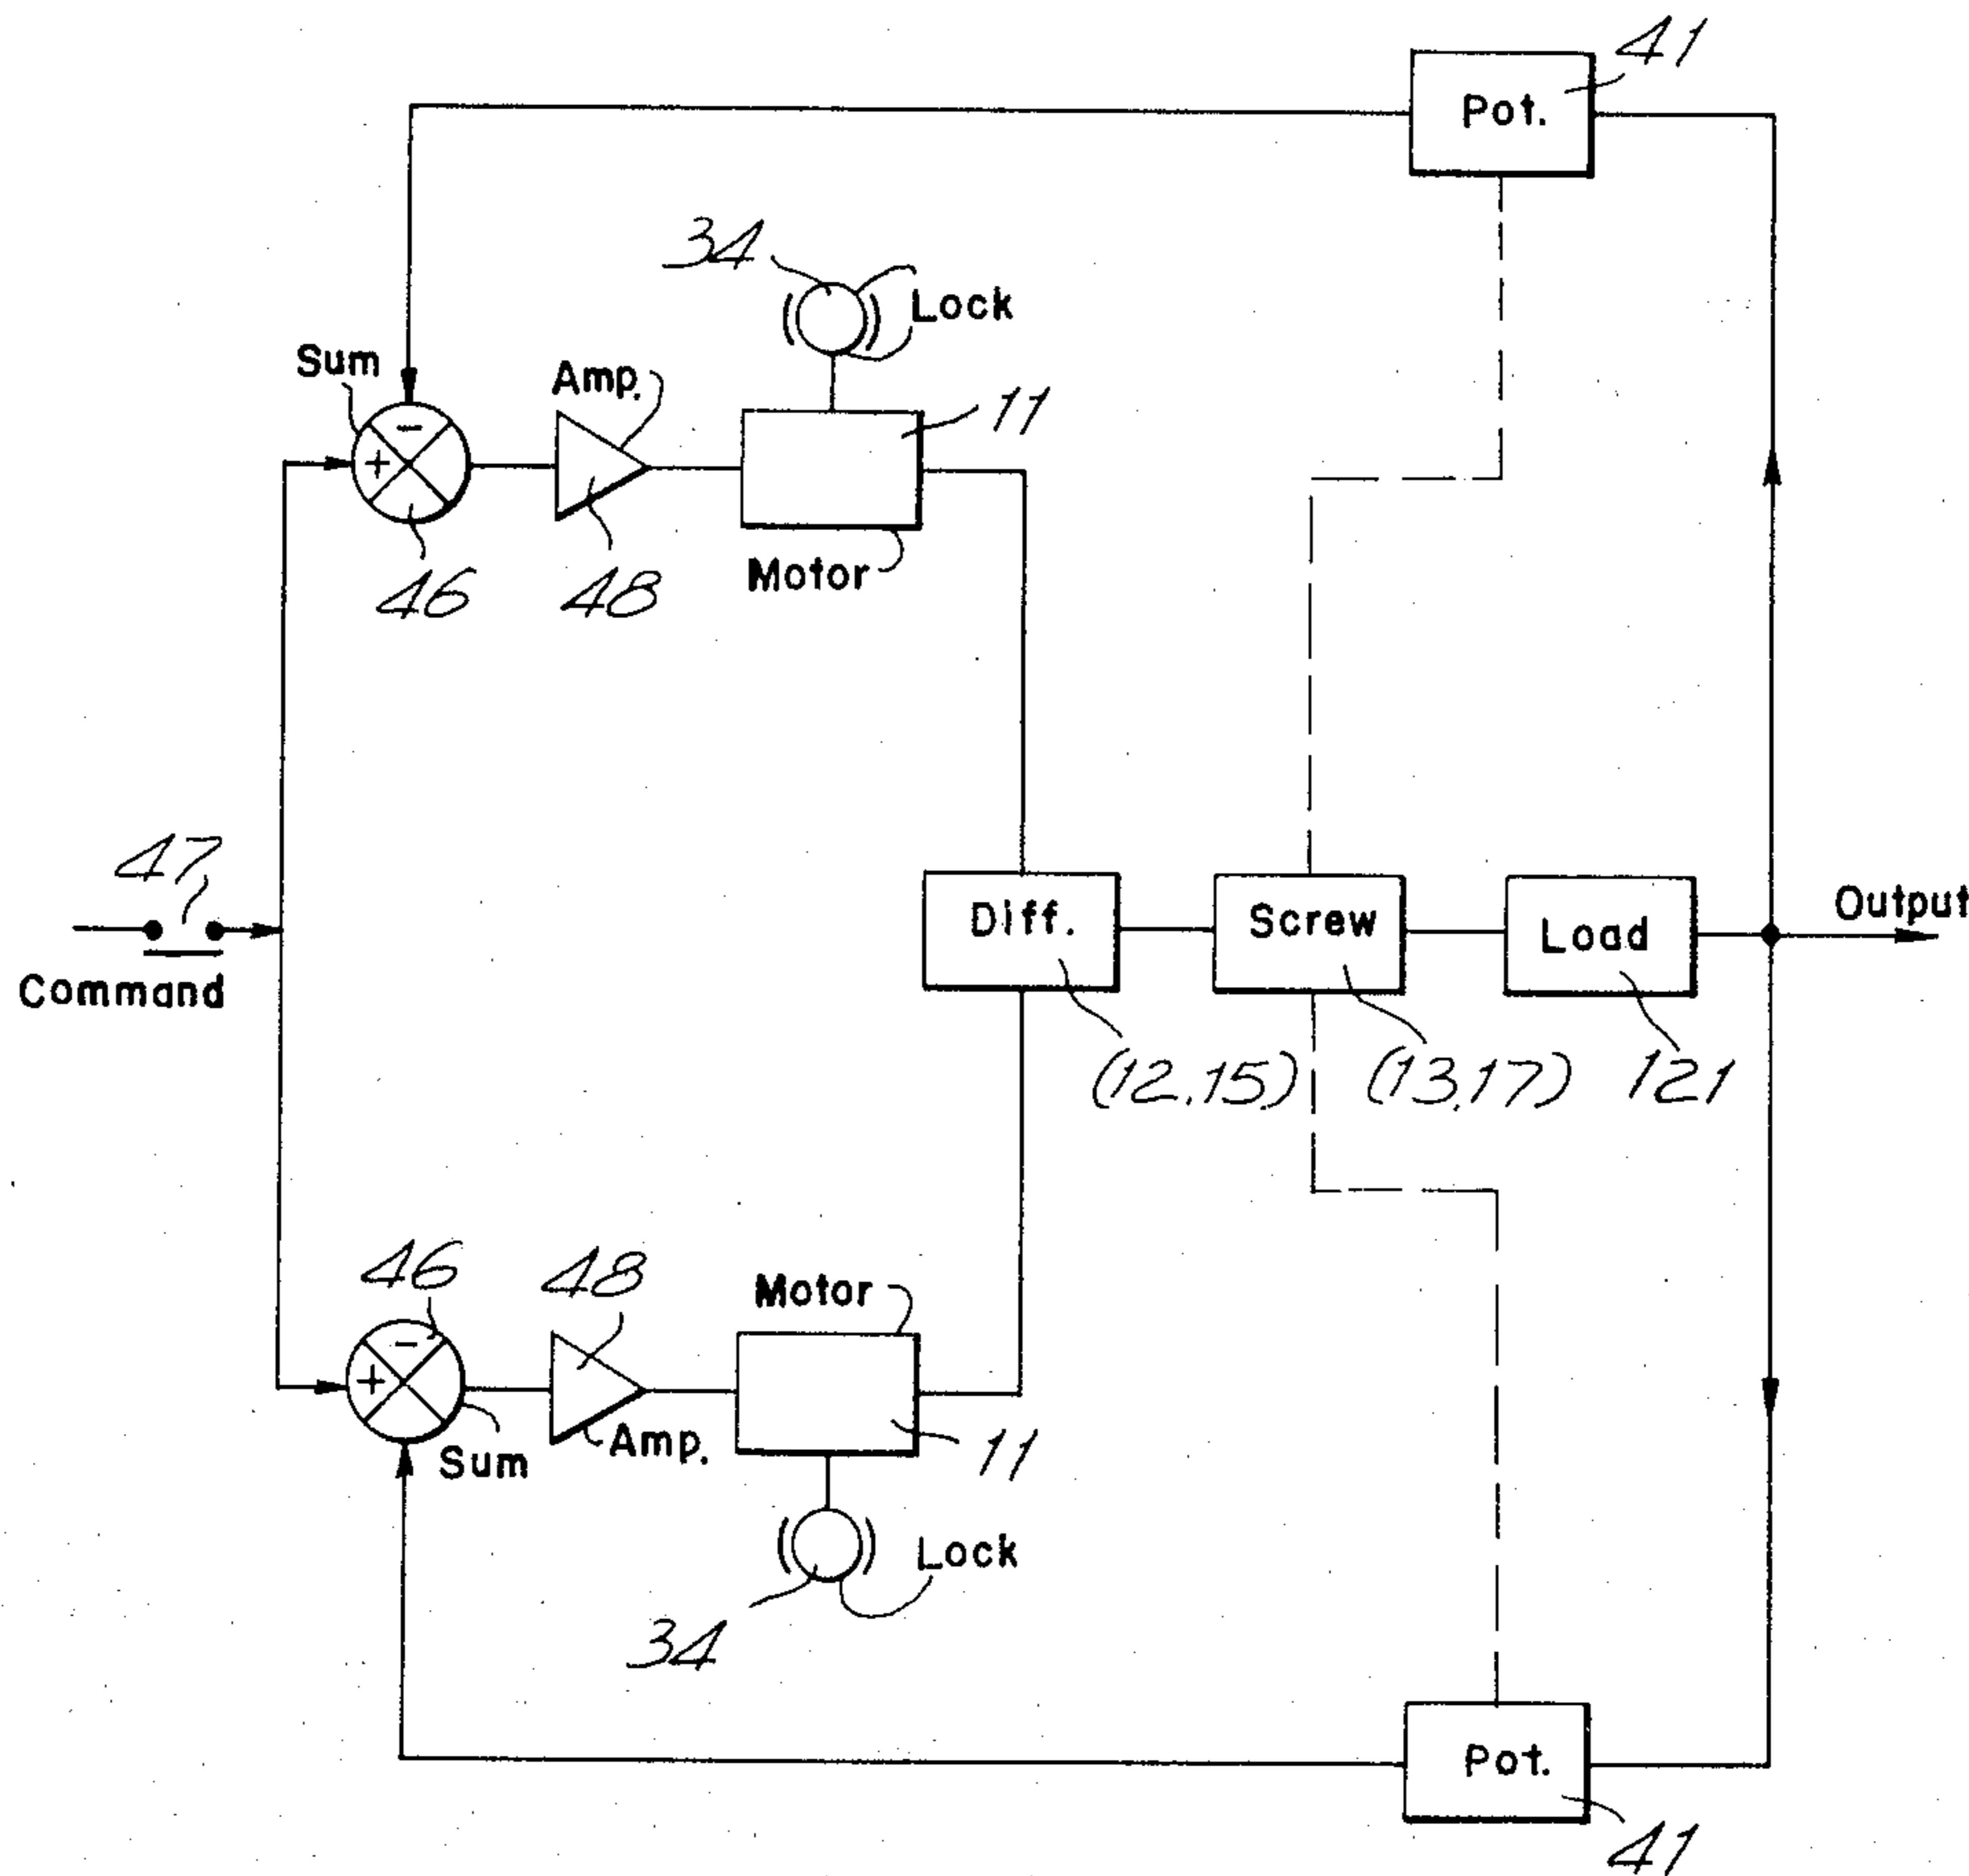 41
Pot.
34
Lock
Sum
Amp.
11
−
+
46
48
Motor
47
Command
Diff.
Screw
Load
Output
(12,15)
(13,17)
121
46
48
Motor
−
+
Sum
Amp.
11
Lock
34
Pot.
41